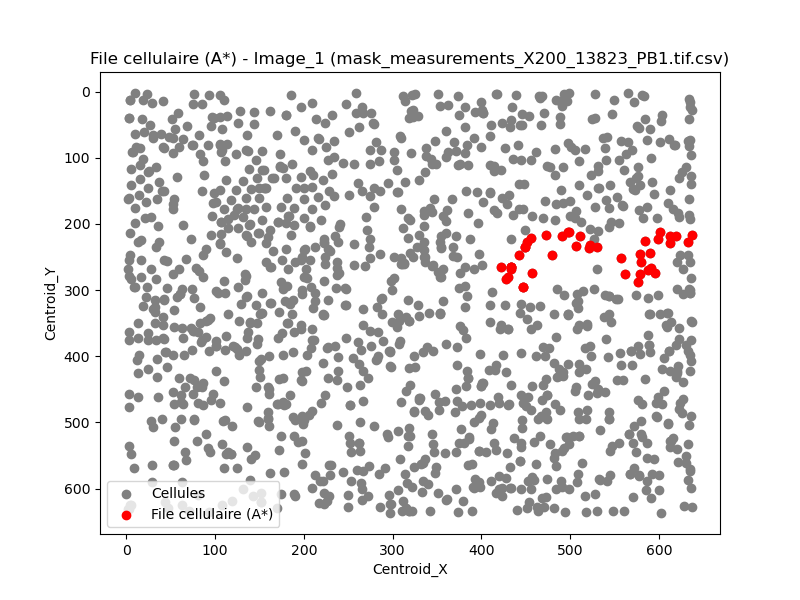 File cellulaire (A*) - Image_1 (mask_measurements_X200_13823_PB1.tif.csv)
0
100
200
300
400
500
600
Centroid_Y
Cellules
File cellulaire (A*)
0 100 200 300 400 500 600
Centroid_X